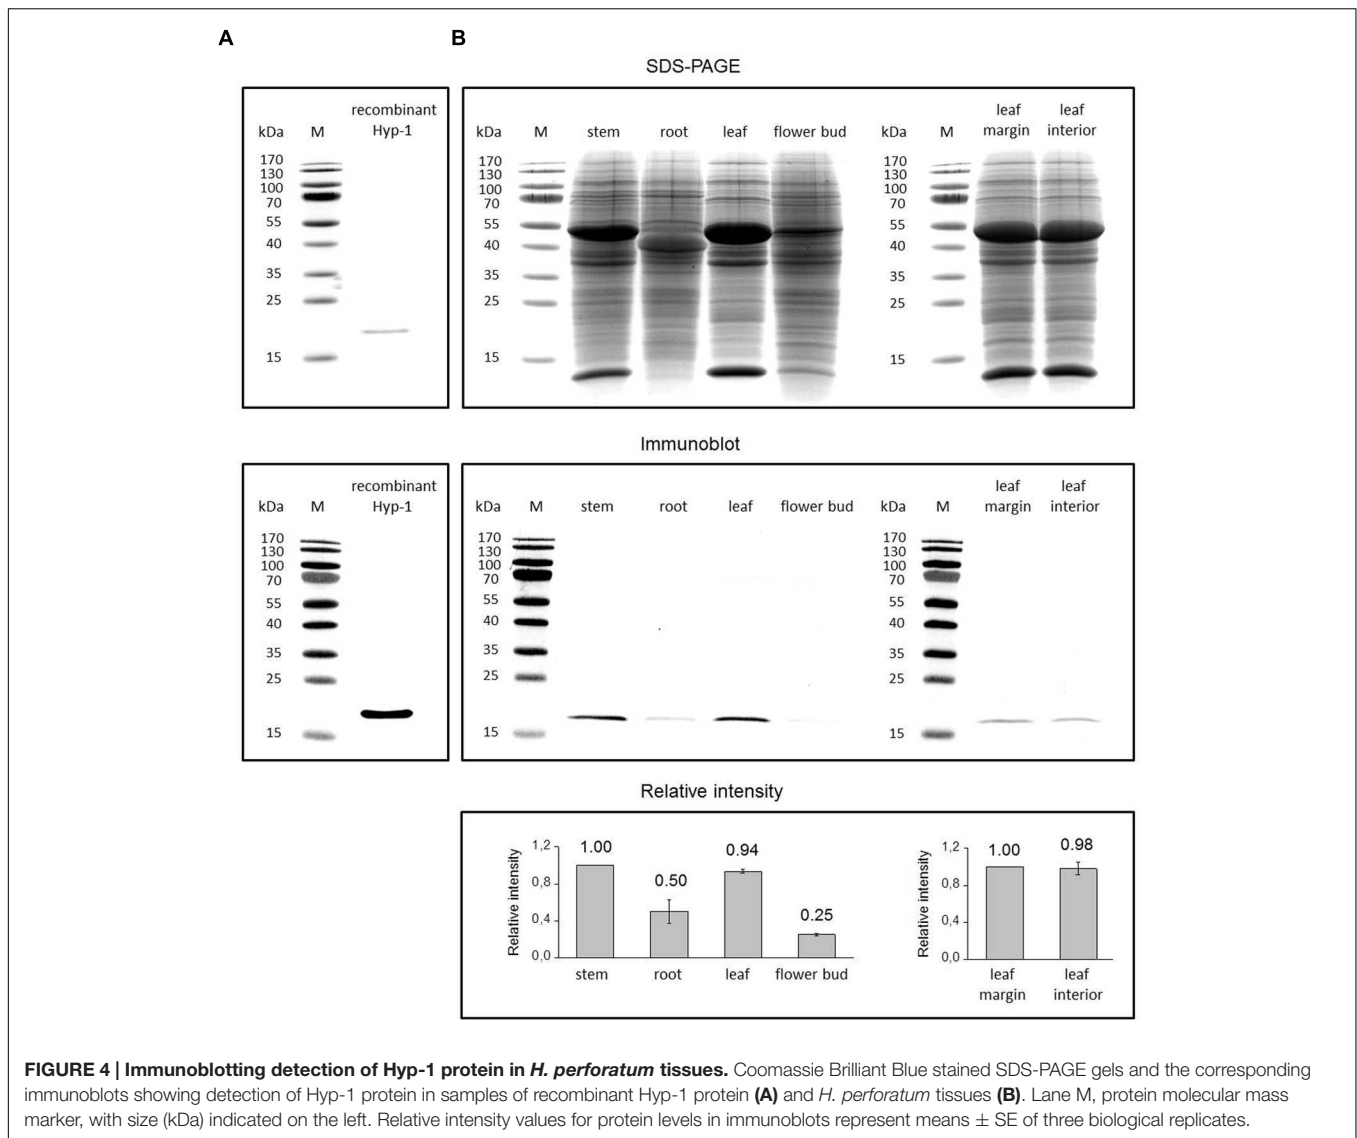 A
B
SDS-PAGE
recombinant
kDa M Hyp-1
170
130
100
70
55
40
35
25
15
kDa M stem root leaf flower bud
170
130
100
70
55
40
35
25
15
leaf leaf
kDa M margin interior
170
130
100
70
55
40
35
25
15
Immunoblot
recombinant
kDa M Hyp-1
170
130
100
70
55
40
35
25
15
kDa M stem root leaf flower bud
170
130
100
70
55
40
35
25
15
leaf leaf
kDa M margin interior
170
130
100
70
55
40
35
25
15
Relative intensity
Relative intensity
1,2
0,8
0,4
0,0
1.00 0.50 0.94 0.25
stem root leaf flower bud
Relative intensity
1,2
0,8
0,4
0,0
1.00 0.98
leaf leaf
margin interior
FIGURE 4 | Immunoblotting detection of Hyp-1 protein in H. perforatum tissues. Coomassie Brilliant Blue stained SDS-PAGE gels and the corresponding
immunoblots showing detection of Hyp-1 protein in samples of recombinant Hyp-1 protein (A) and H. perforatum tissues (B). Lane M, protein molecular mass
marker, with size (kDa) indicated on the left. Relative intensity values for protein levels in immunoblots represent means ± SE of three biological replicates.